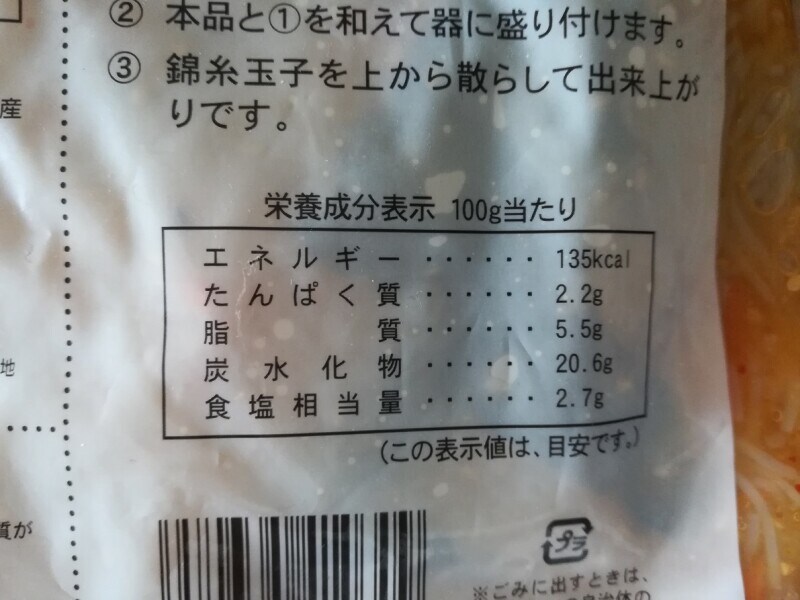 ② 本品と①を和えて器に盛り付けます。
③ 錦糸玉子を上から散らして出来上が
りです。
産
栄養成分表示 100g当たり
エネルギー ・・・・・・ 135kcal
たんぱく質 ・・・・・・ 2.2g
脂質 ・・・・・・ 5.5g
炭水化物 ・・・・・・ 20.6g
食塩相当量 ・・・・・・ 2.7g
(この表示値は、目安です。)
地
質が
プラ
※ごみに出すときは、